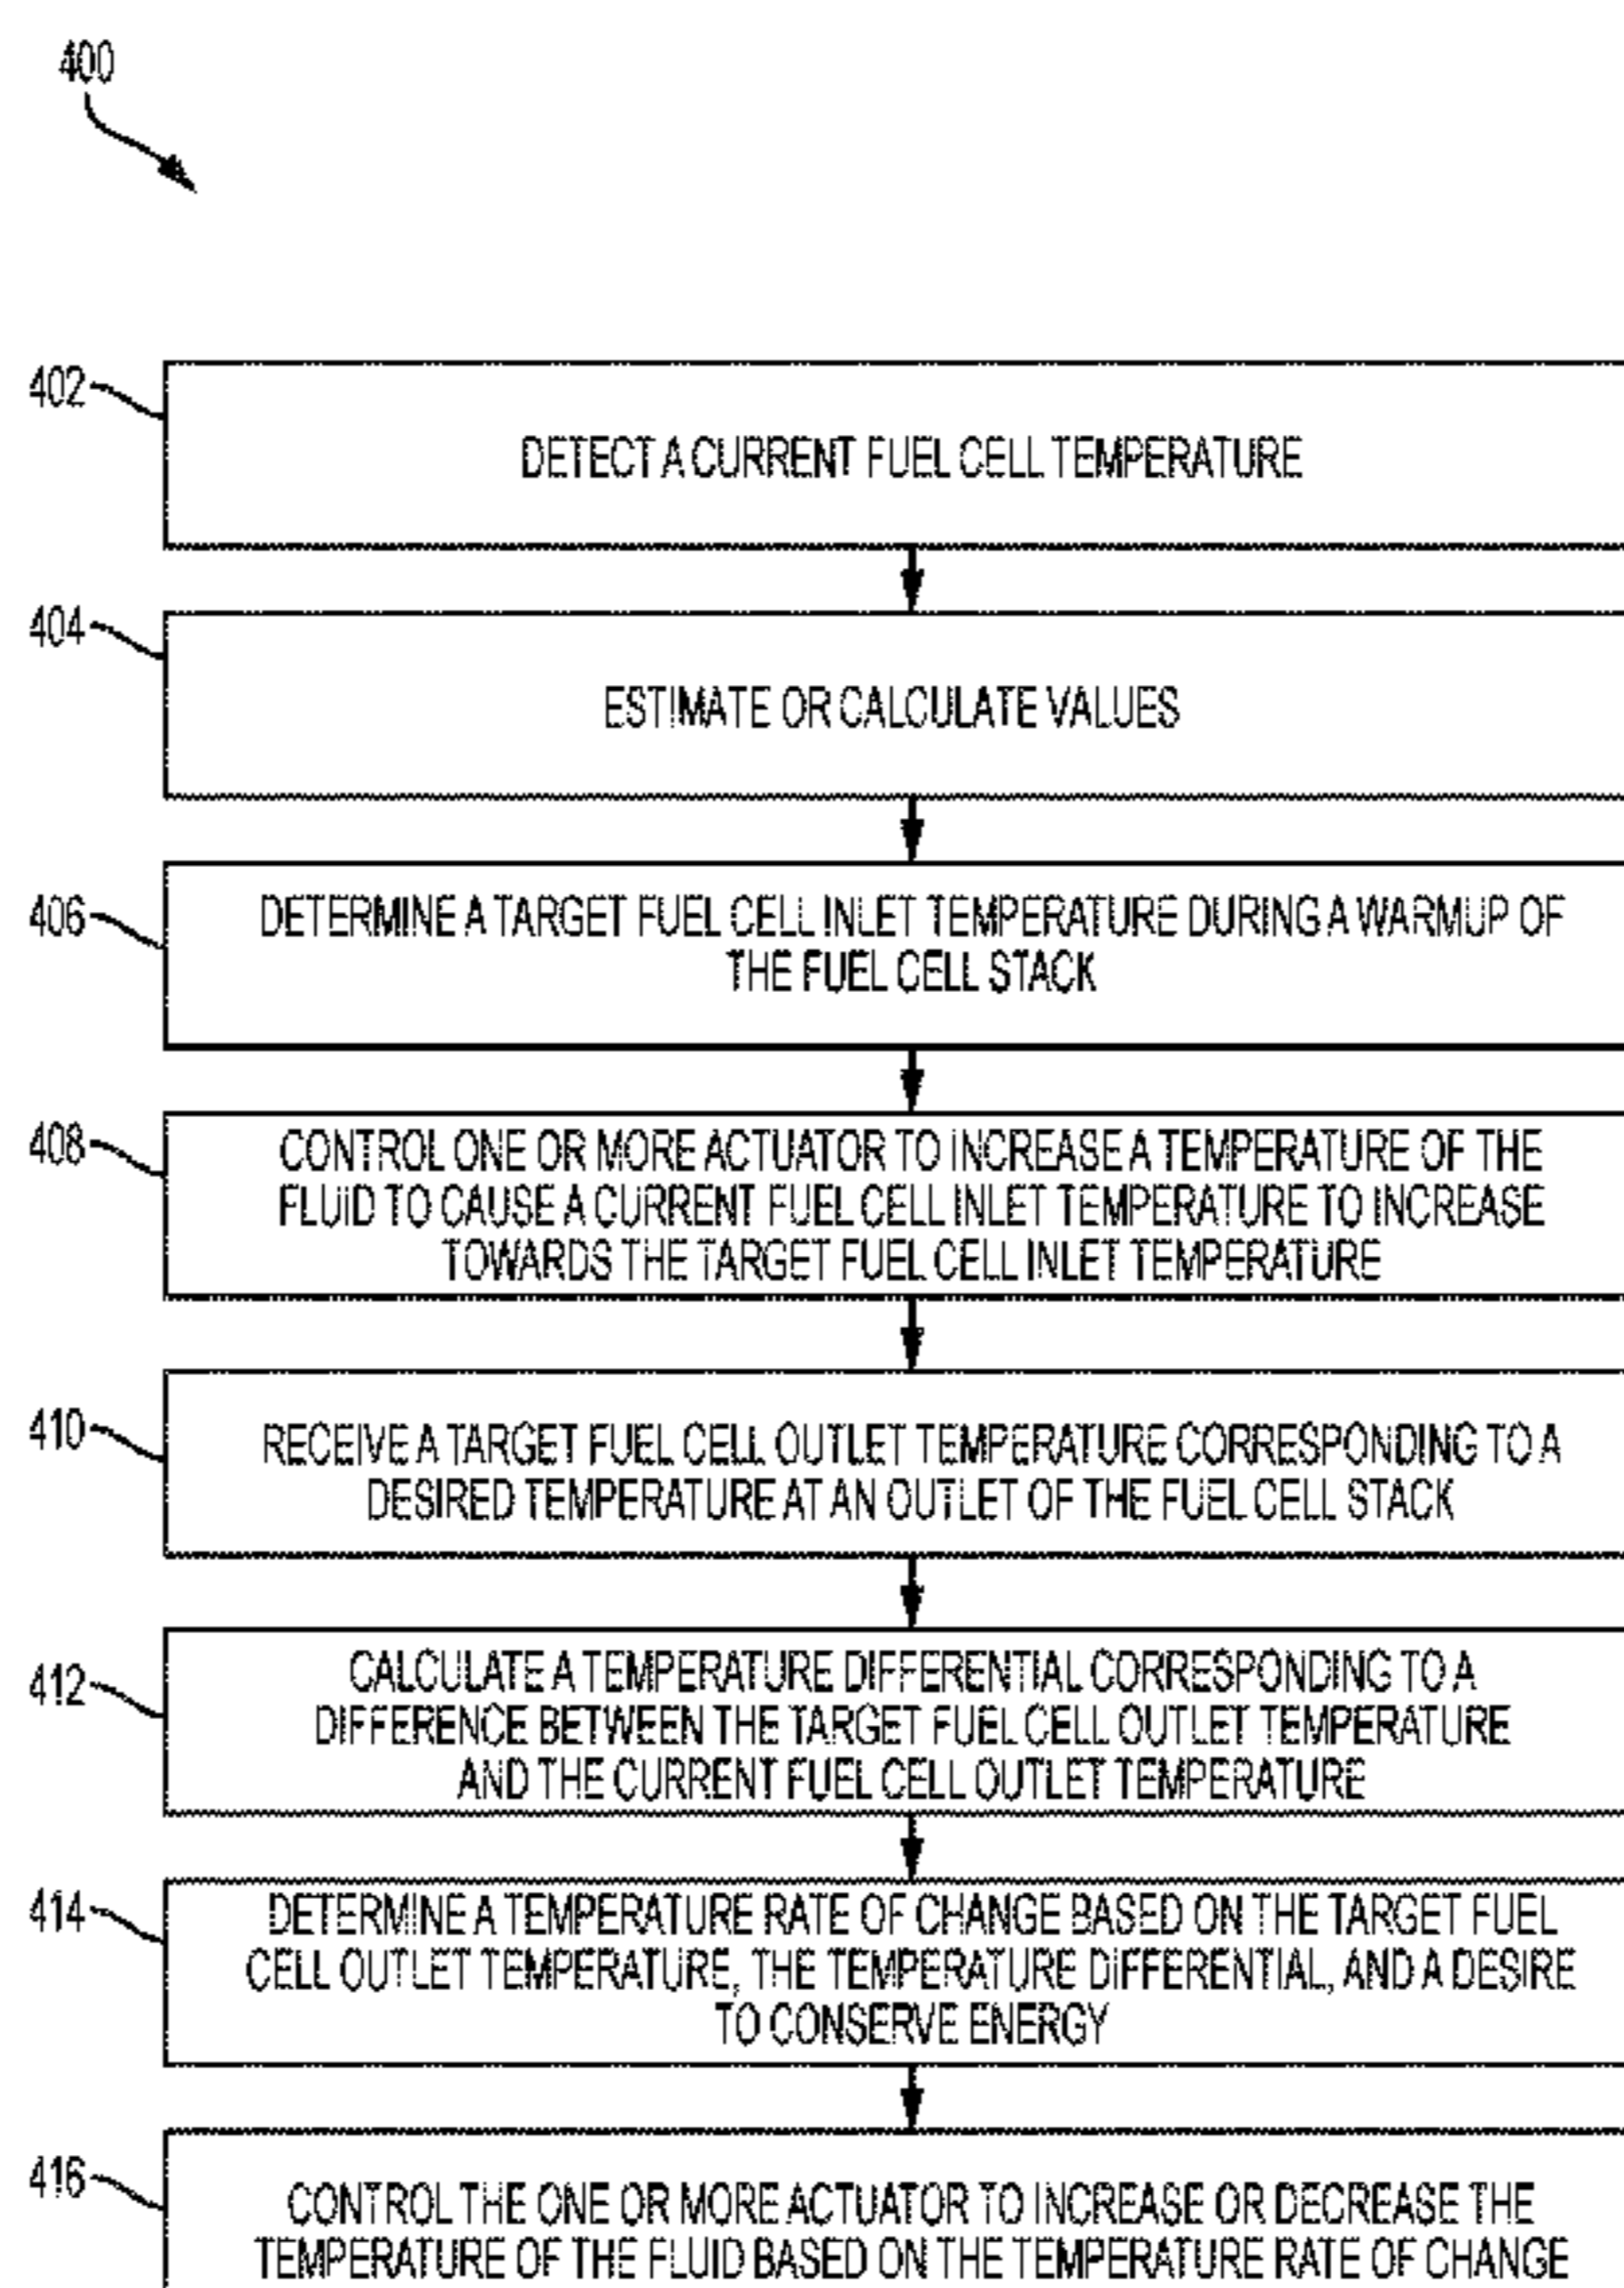 400
402
DETECT A CURRENT FUEL CELL TEMPERATURE
404
ESTIMATE OR CALCULATE VALUES
406
DETERMINE A TARGET FUEL CELL INLET TEMPERATURE DURING A WARMUP OF
THE FUEL CELL STACK
408
CONTROL ONE OR MORE ACTUATOR TO INCREASE A TEMPERATURE OF THE
FLUID TO CAUSE A CURRENT FUEL CELL INLET TEMPERATURE TO INCREASE
TOWARDS THE TARGET FUEL CELL INLET TEMPERATURE
410
RECEIVE A TARGET FUEL CELL OUTLET TEMPERATURE CORRESPONDING TO A
DESIRED TEMPERATURE AT AN OUTLET OF THE FUEL CELL STACK
412
CALCULATE A TEMPERATURE DIFFERENTIAL CORRESPONDING TO A
DIFFERENCE BETWEEN THE TARGET FUEL CELL OUTLET TEMPERATURE
AND THE CURRENT FUEL CELL OUTLET TEMPERATURE
414
DETERMINE A TEMPERATURE RATE OF CHANGE BASED ON THE TARGET FUEL
CELL OUTLET TEMPERATURE, THE TEMPERATURE DIFFERENTIAL, AND A DESIRE
TO CONSERVE ENERGY
416
CONTROL THE ONE OR MORE ACTUATOR TO INCREASE OR DECREASE THE
TEMPERATURE OF THE FLUID BASED ON THE TEMPERATURE RATE OF CHANGE